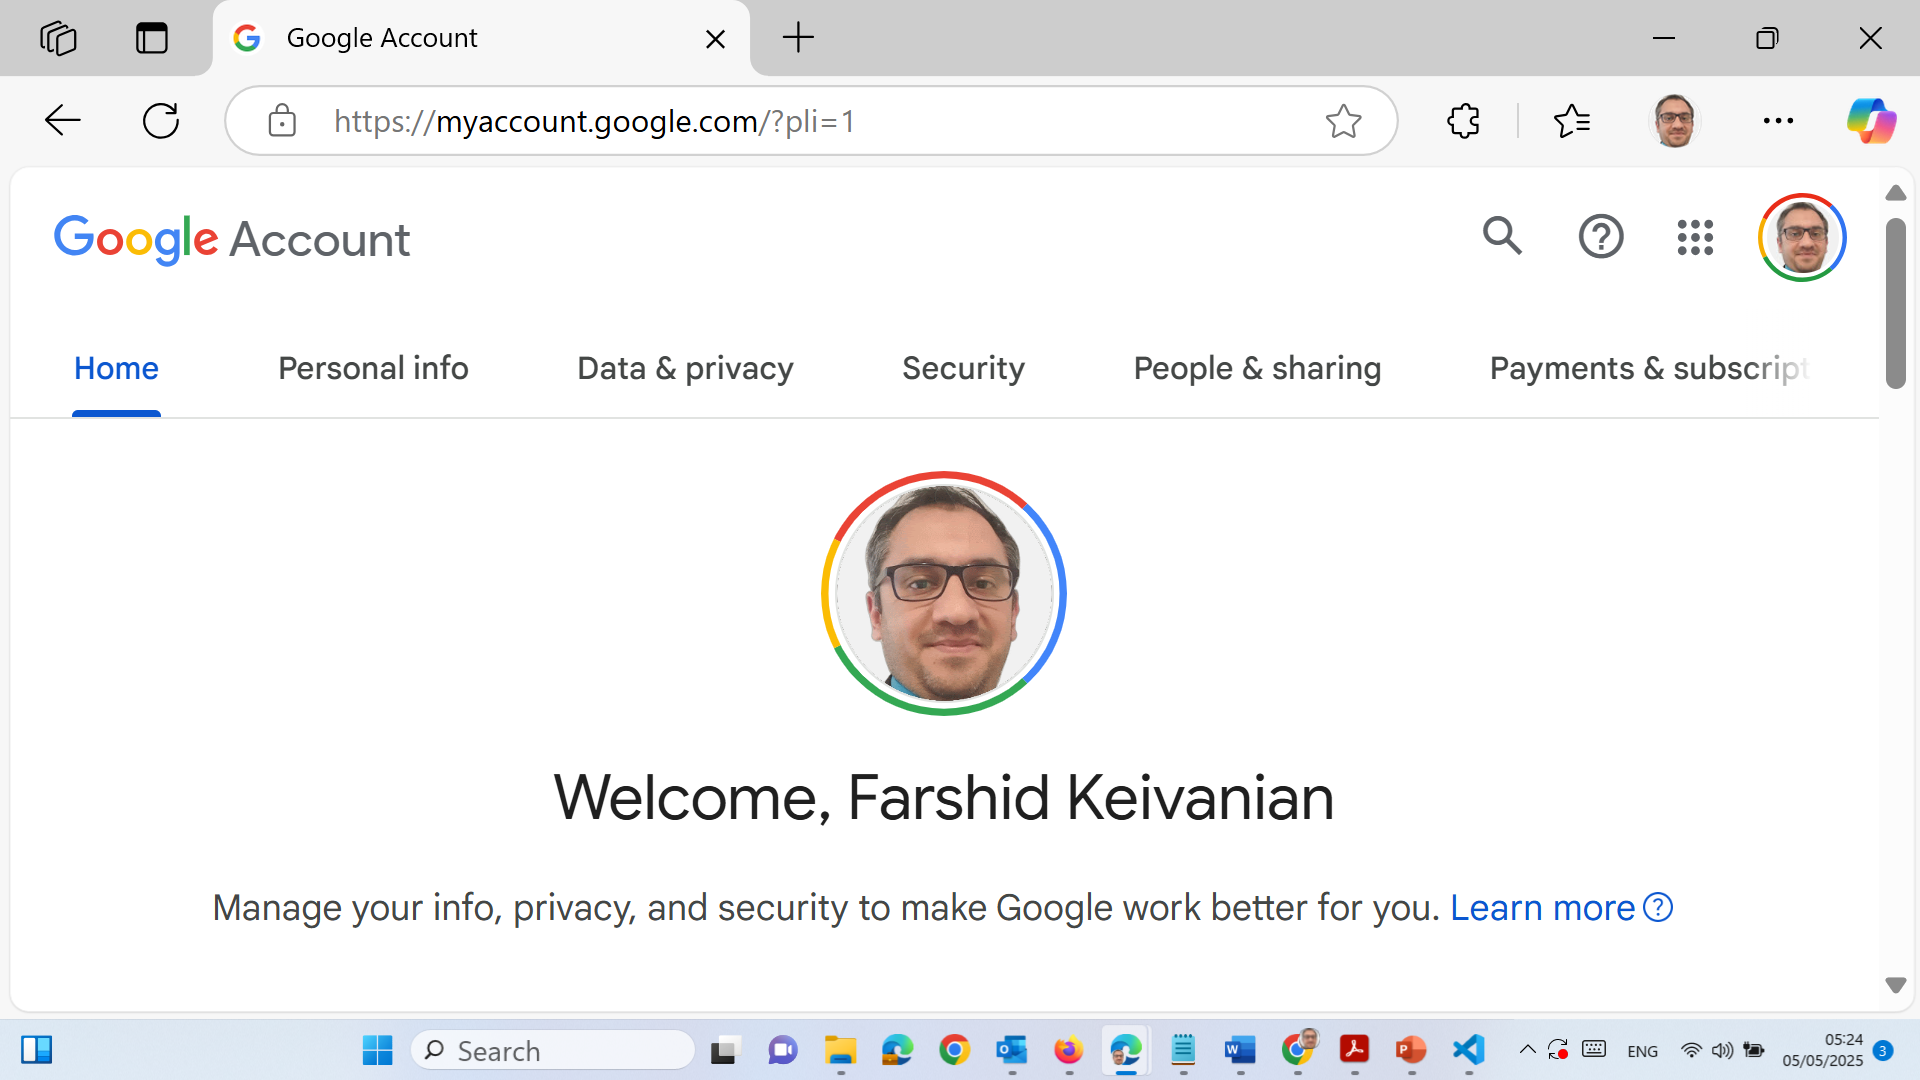 Google Account
https://myaccount.google.com/?pli=1
Google Account
Home Personal info Data & privacy Security People & sharing Payments & subscript
Welcome, Farshid Keivanian
Manage your info, privacy, and security to make Google work better for you. Learn more
Search
ENG
05:24
05/05/2025
3